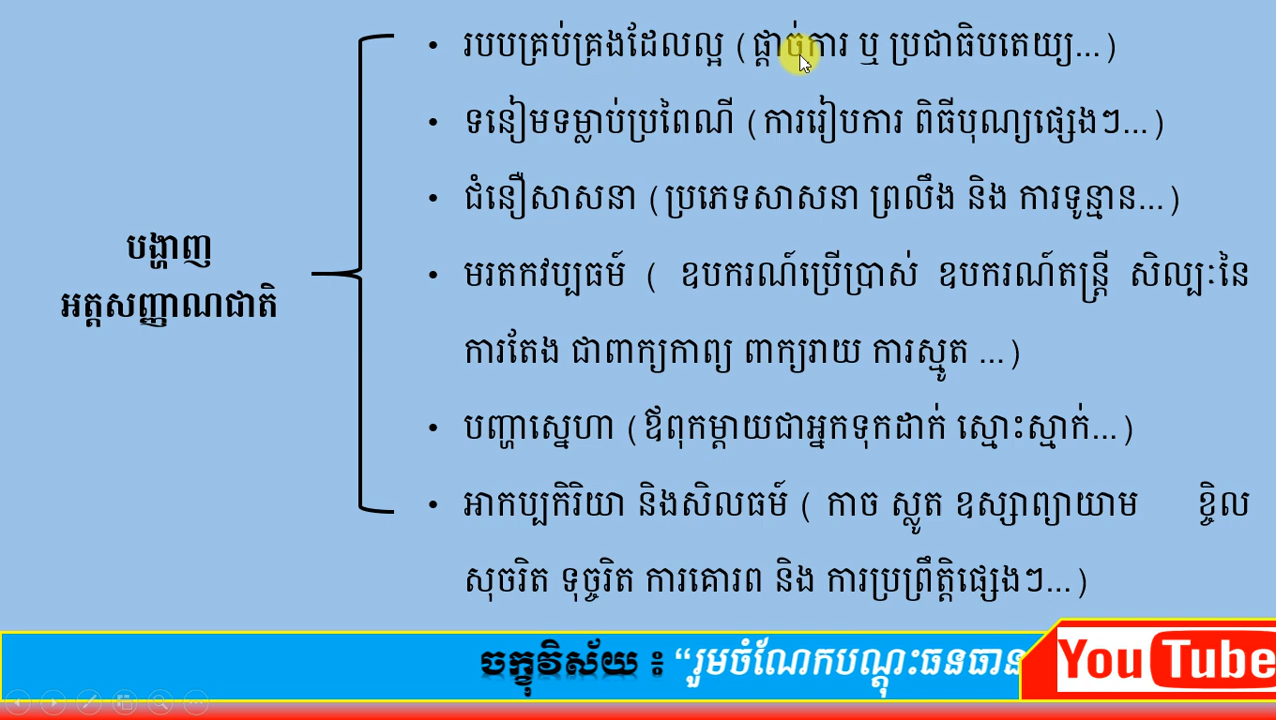 របបគ្រប់គ្រងដែលល្អ (ផ្ដាច់ការ ឬ ប្រជាធិបតេយ្យ...)
ទនៀមទម្លាប់ប្រពៃណី (ការរៀបការ ពិធីបុណ្យផ្សេងៗ...)
ជំនឿសាសនា (ប្រភេទសាសនា ព្រលឹង និង ការទូន្មាន...)
បង្ហាញ
អត្តសញ្ញាណជាតិ
មរតកវប្បធម៍ ( ឧបករណ៍ប្រើប្រាស់ ឧបករណ៍តន្ត្រី សិល្បៈនៃ
ការតែង ជាពាក្យកាព្យ ពាក្យរាយ ការស្មូត ...)
បញ្ហាស្នេហា (ឪពុកម្ដាយជាអ្នកទុកដាក់ ស្មោះស្មាក់...)
អាកប្បកិរិយា និងសិលធម៍ ( កាច ស្លូត ឧស្សាព្យាយាម ខ្ចិល
សុចរិត ទុច្ចរិត ការគោរព និង ការប្រព្រឹត្តិផ្សេងៗ...)
ចក្ខុវិស័យ ៖ “រួមចំណែកបណ្ដុះធនធាន
YouTube